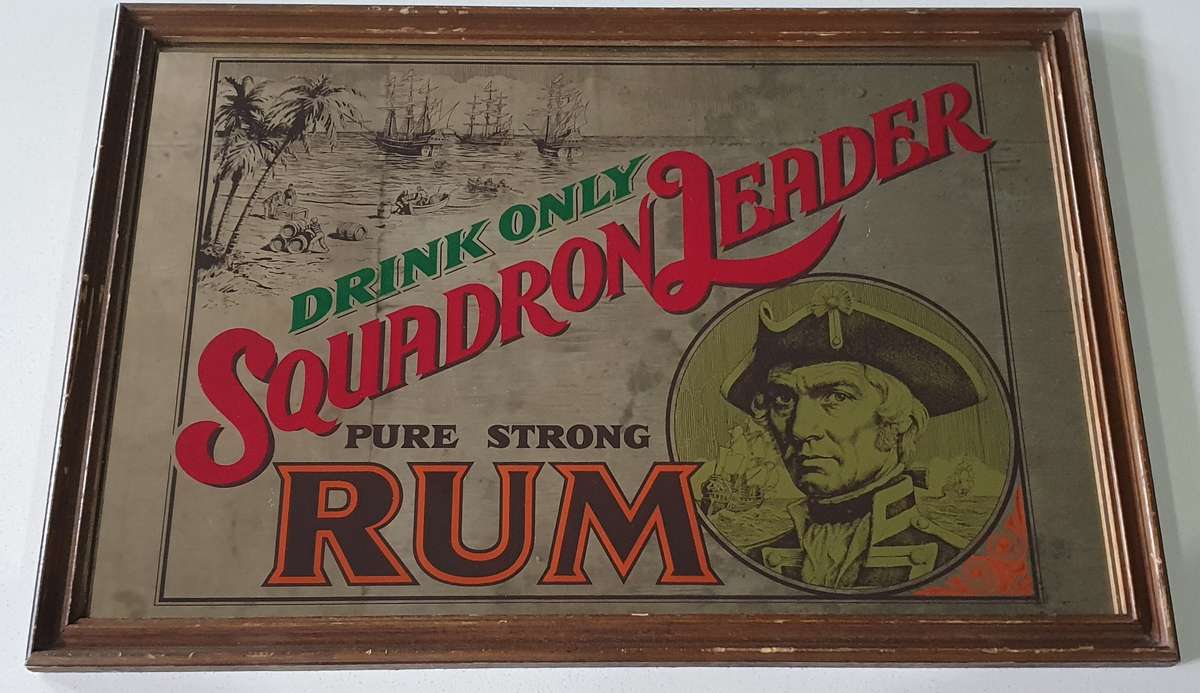 DRINK ONLY
SQUADRON LEADER
PURE STRONG
RUM